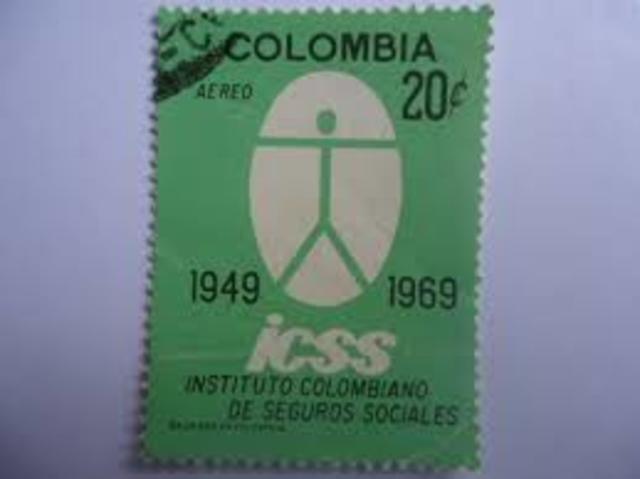 COLOMBIA
AEREO 20¢
1949 1969
icss
INSTITUTO COLOMBIANO
DE SEGUROS SOCIALES